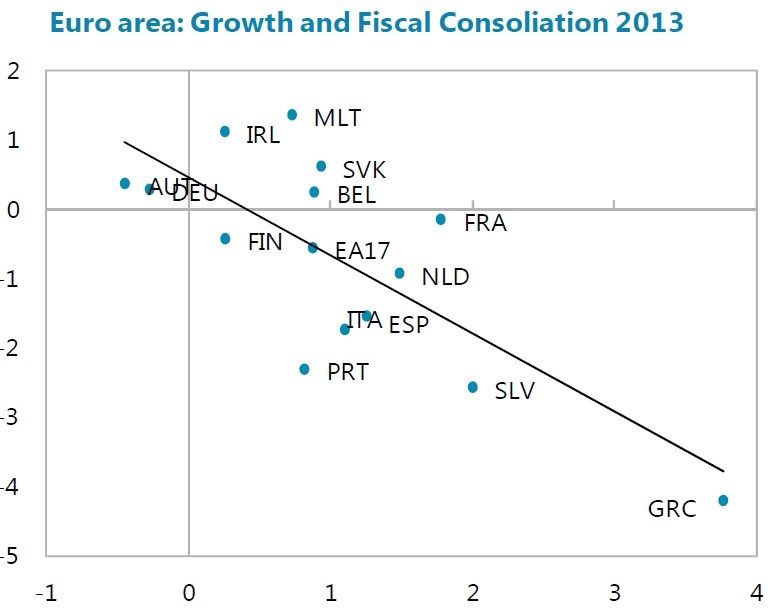 Euro area: Growth and Fiscal Consoliation 2013
2
1
0
-1
-2
-3
-4
-5
MLT
IRL
SVK
AUT
DEU
BEL
FRA
FIN
EA17
NLD
ITA
ESP
PRT
SLV
GRC
-1
0
1
2
3
4